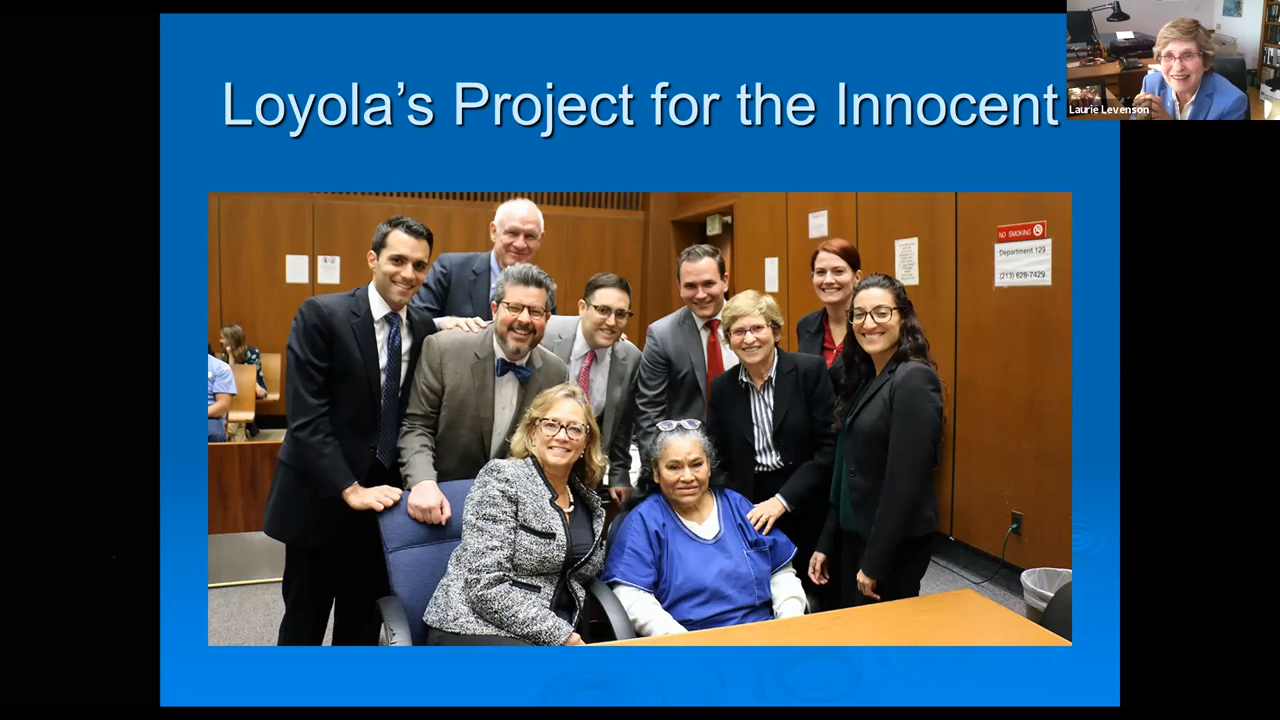 Loyola's Project for the Innocent
Laurie Levenson
NO SMOKING
Department 129
(213) 628-7429